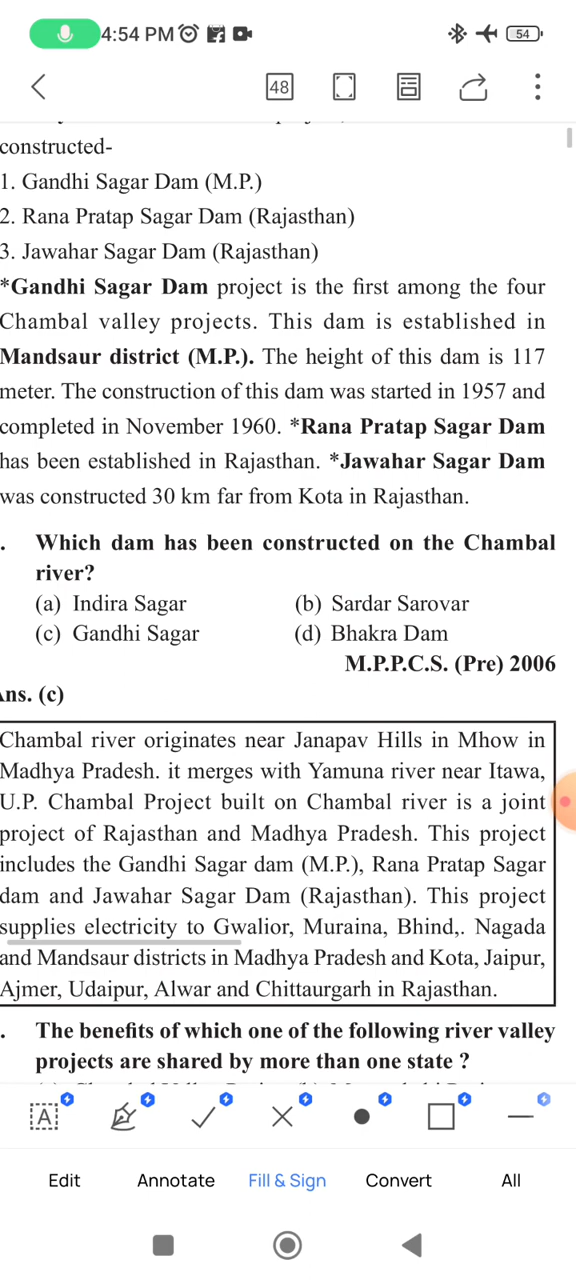 4:54 PM
54
48
constructed-
1. Gandhi Sagar Dam (M.P.)
2. Rana Pratap Sagar Dam (Rajasthan)
3. Jawahar Sagar Dam (Rajasthan)
*Gandhi Sagar Dam project is the first among the four
Chambal valley projects. This dam is established in
Mandsaur district (M.P.). The height of this dam is 117
meter. The construction of this dam was started in 1957 and
completed in November 1960. *Rana Pratap Sagar Dam
has been established in Rajasthan. *Jawahar Sagar Dam
was constructed 30 km far from Kota in Rajasthan.
. Which dam has been constructed on the Chambal
river?
(a) Indira Sagar (b) Sardar Sarovar
(c) Gandhi Sagar (d) Bhakra Dam
M.P.P.C.S. (Pre) 2006
Ans. (c)
Chambal river originates near Janapav Hills in Mhow in
Madhya Pradesh. it merges with Yamuna river near Itawa,
U.P. Chambal Project built on Chambal river is a joint
project of Rajasthan and Madhya Pradesh. This project
includes the Gandhi Sagar dam (M.P.), Rana Pratap Sagar
dam and Jawahar Sagar Dam (Rajasthan). This project
supplies electricity to Gwalior, Muraina, Bhind,. Nagada
and Mandsaur districts in Madhya Pradesh and Kota, Jaipur,
Ajmer, Udaipur, Alwar and Chittaurgarh in Rajasthan.
. The benefits of which one of the following river valley
projects are shared by more than one state ?
A
Edit Annotate Fill & Sign Convert All